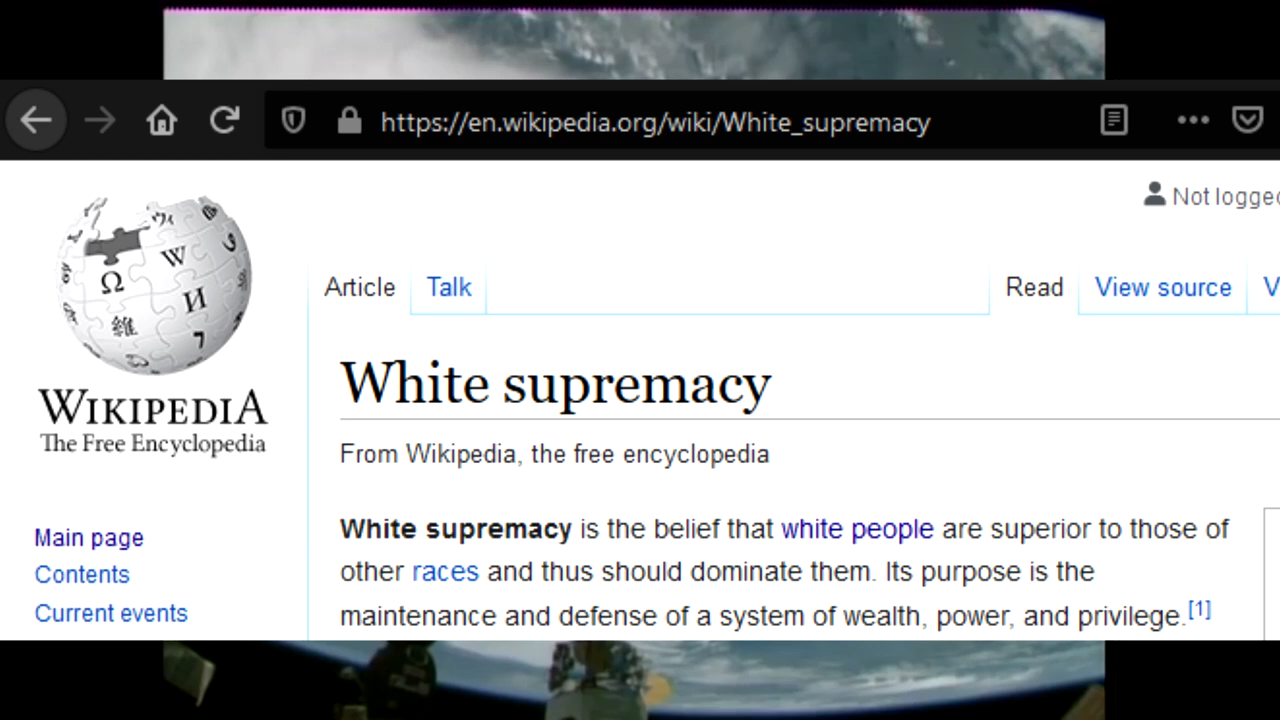 https://en.wikipedia.org/wiki/White_supremacy
Not logge
Article Talk Read View source V
White supremacy
WIKIPEDIA
The Free Encyclopedia
From Wikipedia, the free encyclopedia
White supremacy is the belief that white people are superior to those of
other races and thus should dominate them. Its purpose is the
maintenance and defense of a system of wealth, power, and privilege.[1]
Main page
Contents
Current events